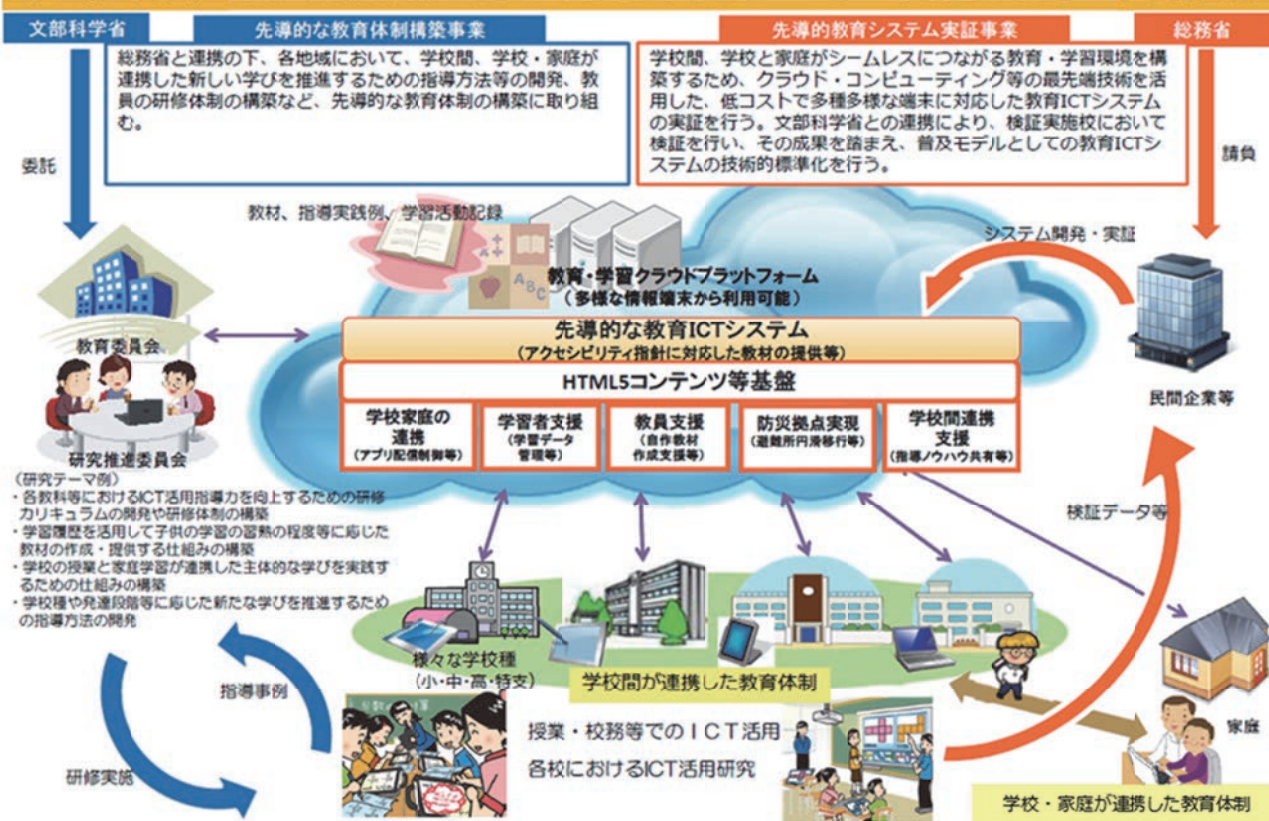 文部科学省
先導的な教育体制構築事業
総務省と連携の下、各地域において、学校間、学校・家庭が
連携した新しい学びを推進するための指導方法等の開発、教
員の研修体制の構築など、先導的な教育体制の構築に取り組
む。
先導的教育システム実証事業
総務省
学校間、学校と家庭がシームレスにつながる教育・学習環境を構
築するため、クラウド・コンピューティング等の最先端技術を活
用した、低コストで多種多様な端末に対応した教育ICTシステム
の実証を行う。文部科学省との連携により、検証実施校において
検証を行い、その成果を踏まえ、普及モデルとしての教育ICTシ
ステムの技術的標準化を行う。
委託
請負
教材、指導実践例、学習活動記録
システム開発・実証
A B C
教育・学習クラウドプラットフォーム
(多様な情報端末から利用可能)
先導的な教育ICTシステム
(アクセシビリティ指針に対応した教材の提供等)
HTML5コンテンツ等基盤
学校家庭の
連携
(アプリ配信制御等)
学習者支援
(学習データ
管理等)
教員支援
(自作教材
作成支援等)
防災拠点実現
(避難所円滑移行等)
学校間連携
支援
(指導ノウハウ共有等)
教育委員会
研究推進委員会
民間企業等
(研究テーマ例)
・各教科等におけるICT活用指導力を向上するための研修
カリキュラムの開発や研修体制の構築
・学習履歴を活用して子供の学習の習熟の程度等に応じた
教材の作成・提供する仕組みの構築
・学校の授業と家庭学習が連携した主体的な学びを実践す
るための仕組みの構築
・学校種や発達段階等に応じた新たな学びを推進するため
の指導方法の開発
検証データ等
様々な学校種
(小・中・高・特支)
学校間が連携した教育体制
指導事例
研修実施
授業・校務等でのICT活用
各校におけるICT活用研究
家庭
学校・家庭が連携した教育体制